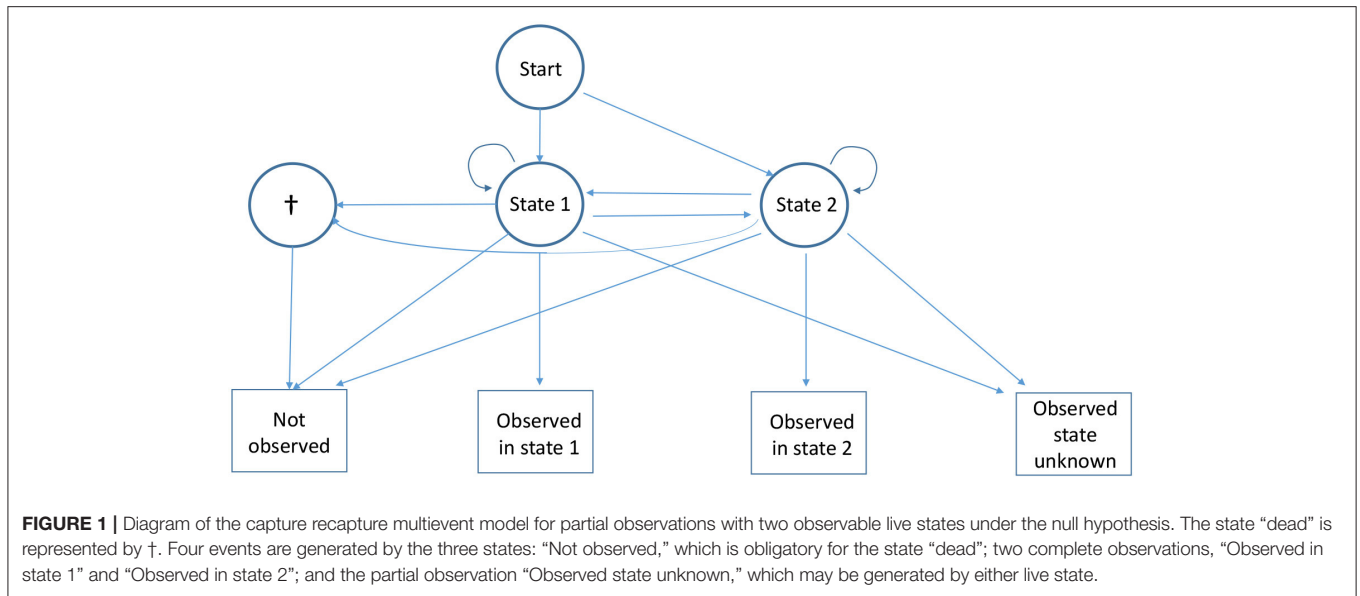 Start
†
State 1
State 2
Not
observed
Observed
in state 1
Observed
in state 2
Observed
state
unknown
FIGURE 1 | Diagram of the capture recapture multievent model for partial observations with two observable live states under the null hypothesis. The state “dead” is
represented by †. Four events are generated by the three states: “Not observed,” which is obligatory for the state “dead”; two complete observations, “Observed in
state 1” and “Observed in state 2”; and the partial observation “Observed state unknown,” which may be generated by either live state.